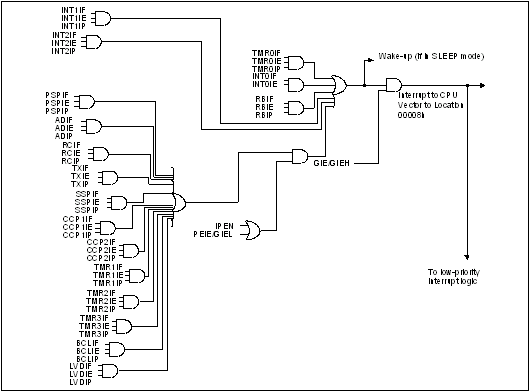 INT1IF
INT1IE
INT1IP
INT2IF
INT2IE
INT2IP
TMR0IF
TMR0IE
TMR0IP
INT0IF
INT0IE
RBIF
RBIE
RBIP
Wake-up (if in SLEEP mode)
Interrupt to CPU
Vector to Location
00008h
GIE/GIEH
PSPIF
PSPIE
PSPIP
ADIF
ADIE
ADIP
RCIF
RCIE
RCIP
TXIF
TXIE
TXIP
SSPIF
SSPIE
SSPIP
CCP1IF
CCP1IE
CCP1IP
CCP2IF
CCP2IE
CCP2IP
TMR1IF
TMR1IE
TMR1IP
TMR2IF
TMR2IE
TMR2IP
TMR3IF
TMR3IE
TMR3IP
BCLIF
BCLIE
BCLIP
LVDIF
LVDIE
LVDIP
IPEN
PEIE/GIEL
To low-priority
Interrupt logic